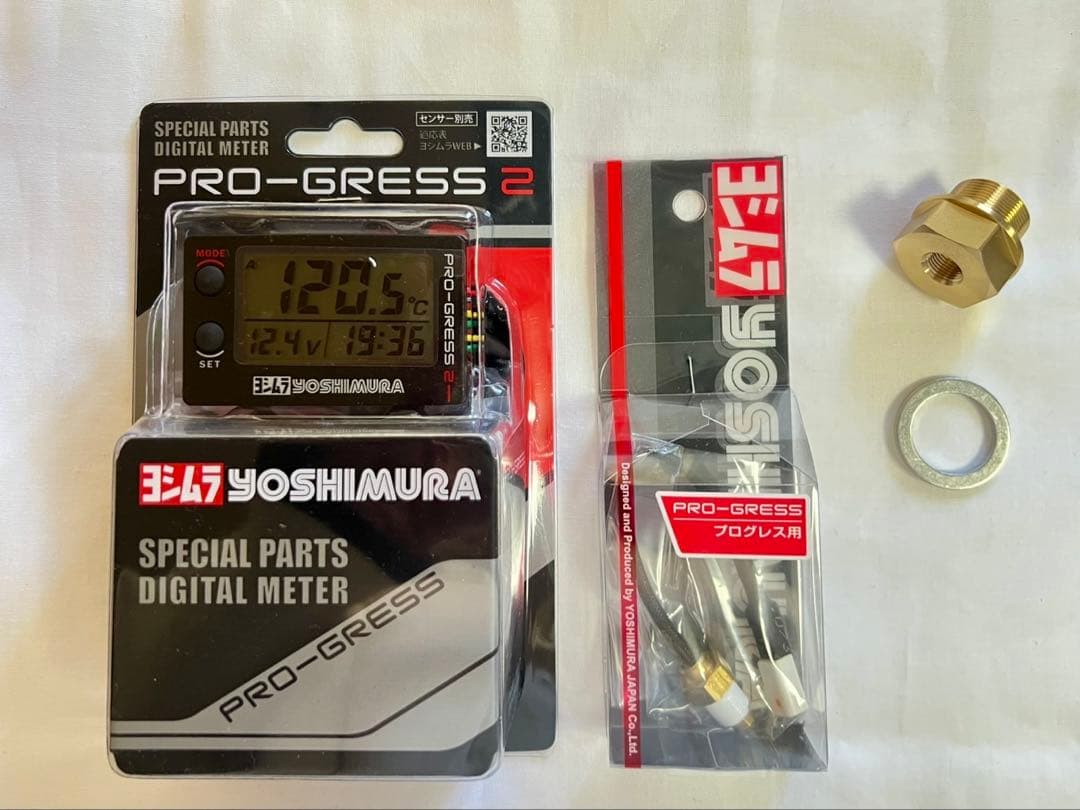 SPECIAL PARTS
DIGITAL METER
センサー別売
適応表
ヨシムラWEB ▶
PRO-GRESS 2
MODE
SET
A
120.5°C
12.4v
19:36
PRO-GRESS 2
ヨシムラ YOSHIMURA
ヨシムラ YOSHIMURA
SPECIAL PARTS
DIGITAL METER
PRO-GRESS
ヨシムラ
PRO-GRESS
プログレス用
Designed and Produced by YOSHIMURA JAPAN Co.,Ltd.